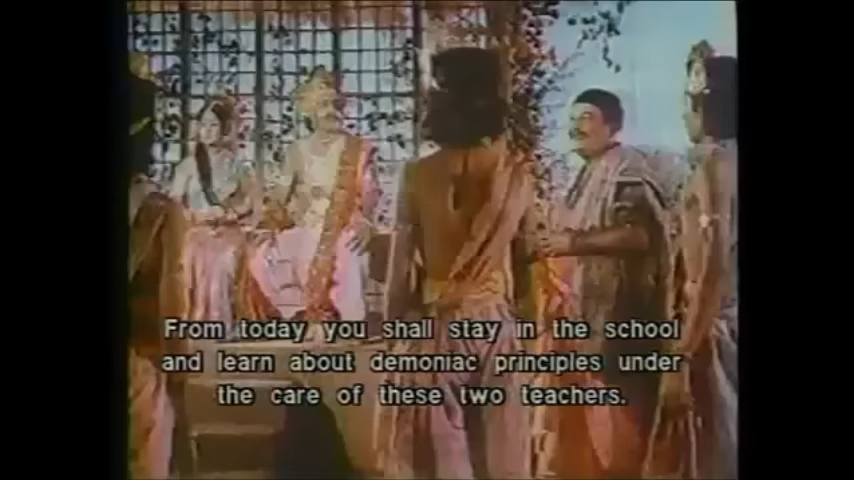 From today you shall stay in the school
and learn about demoniac principles under
the care of these two teachers.